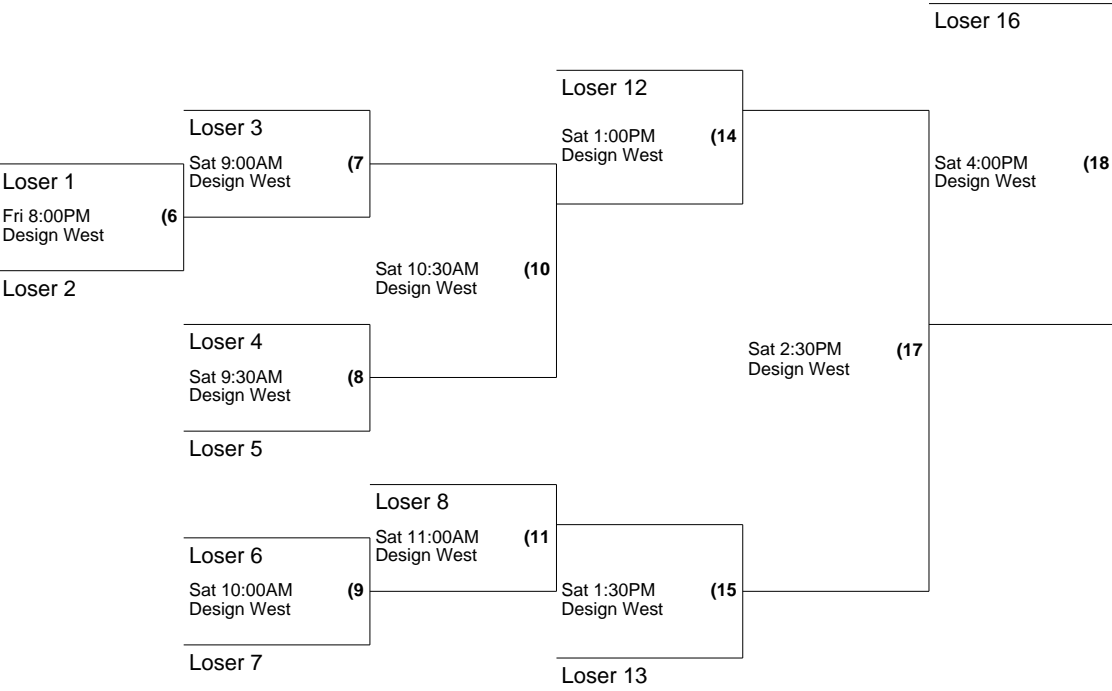 Loser 16
Loser 12
Sat 1:00PM (14
Design West
Loser 3
Sat 9:00AM (7
Design West
Loser 1
Fri 8:00PM (6
Design West
Loser 2
Sat 4:00PM (18
Design West
Sat 10:30AM (10
Design West
Loser 4
Sat 9:30AM (8
Design West
Loser 5
Sat 2:30PM (17
Design West
Loser 8
Sat 11:00AM (11
Design West
Loser 6
Sat 10:00AM (9
Design West
Loser 7
Sat 1:30PM (15
Design West
Loser 13